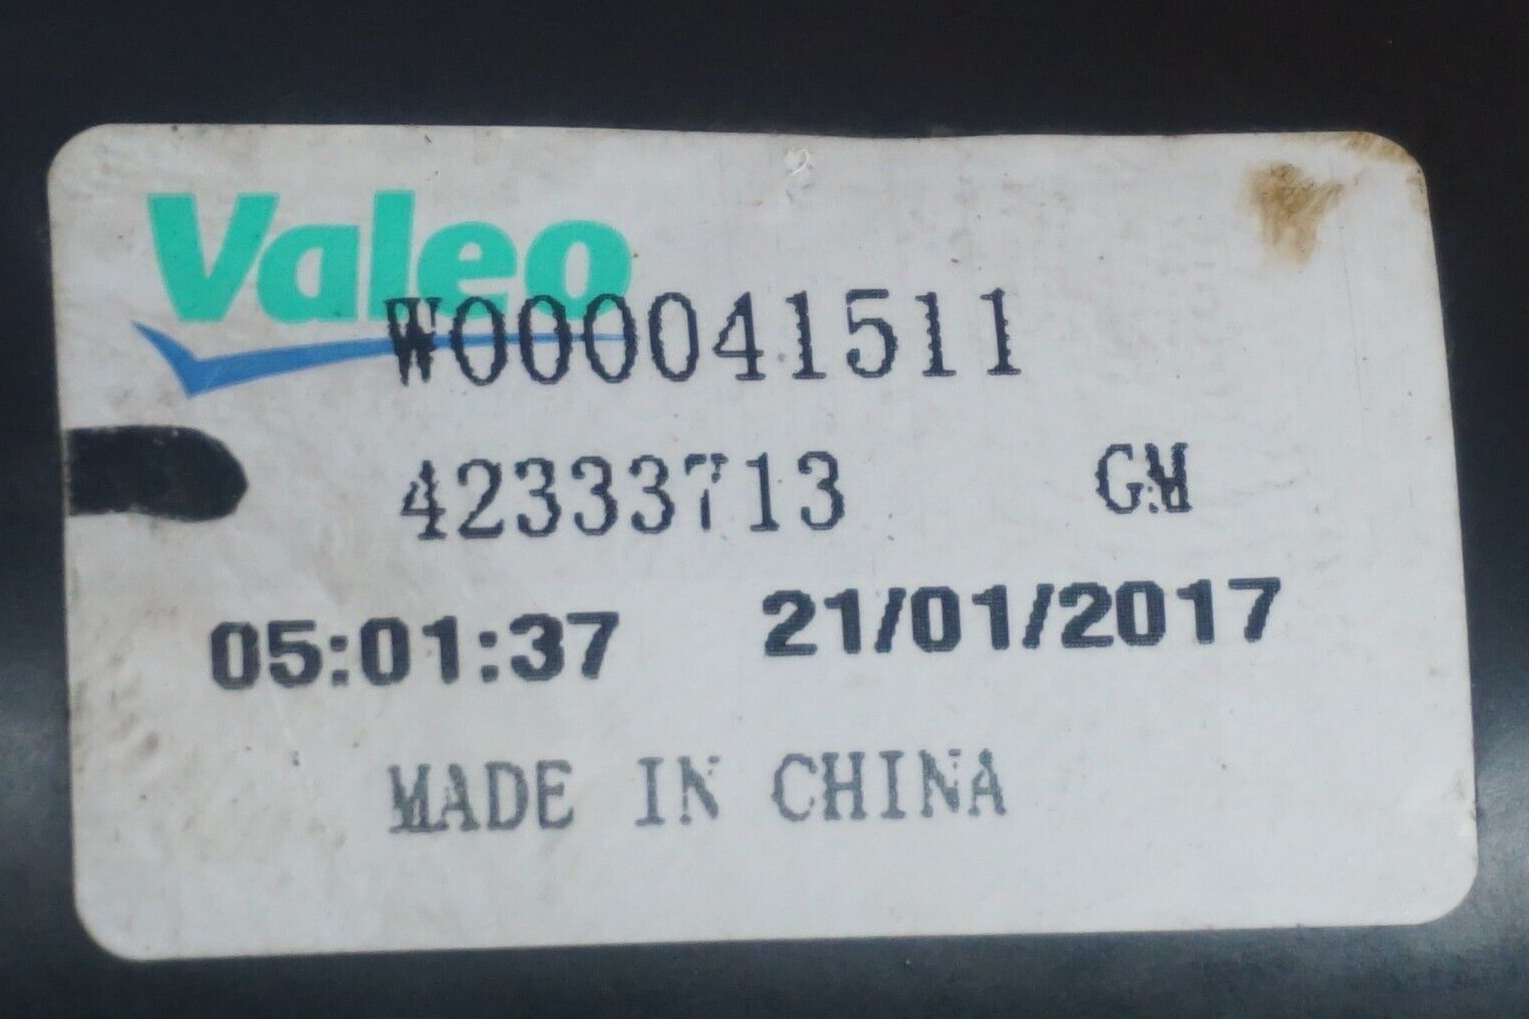 Valeo
W000041511
42333713 GM
05:01:37 21/01/2017
MADE IN CHINA